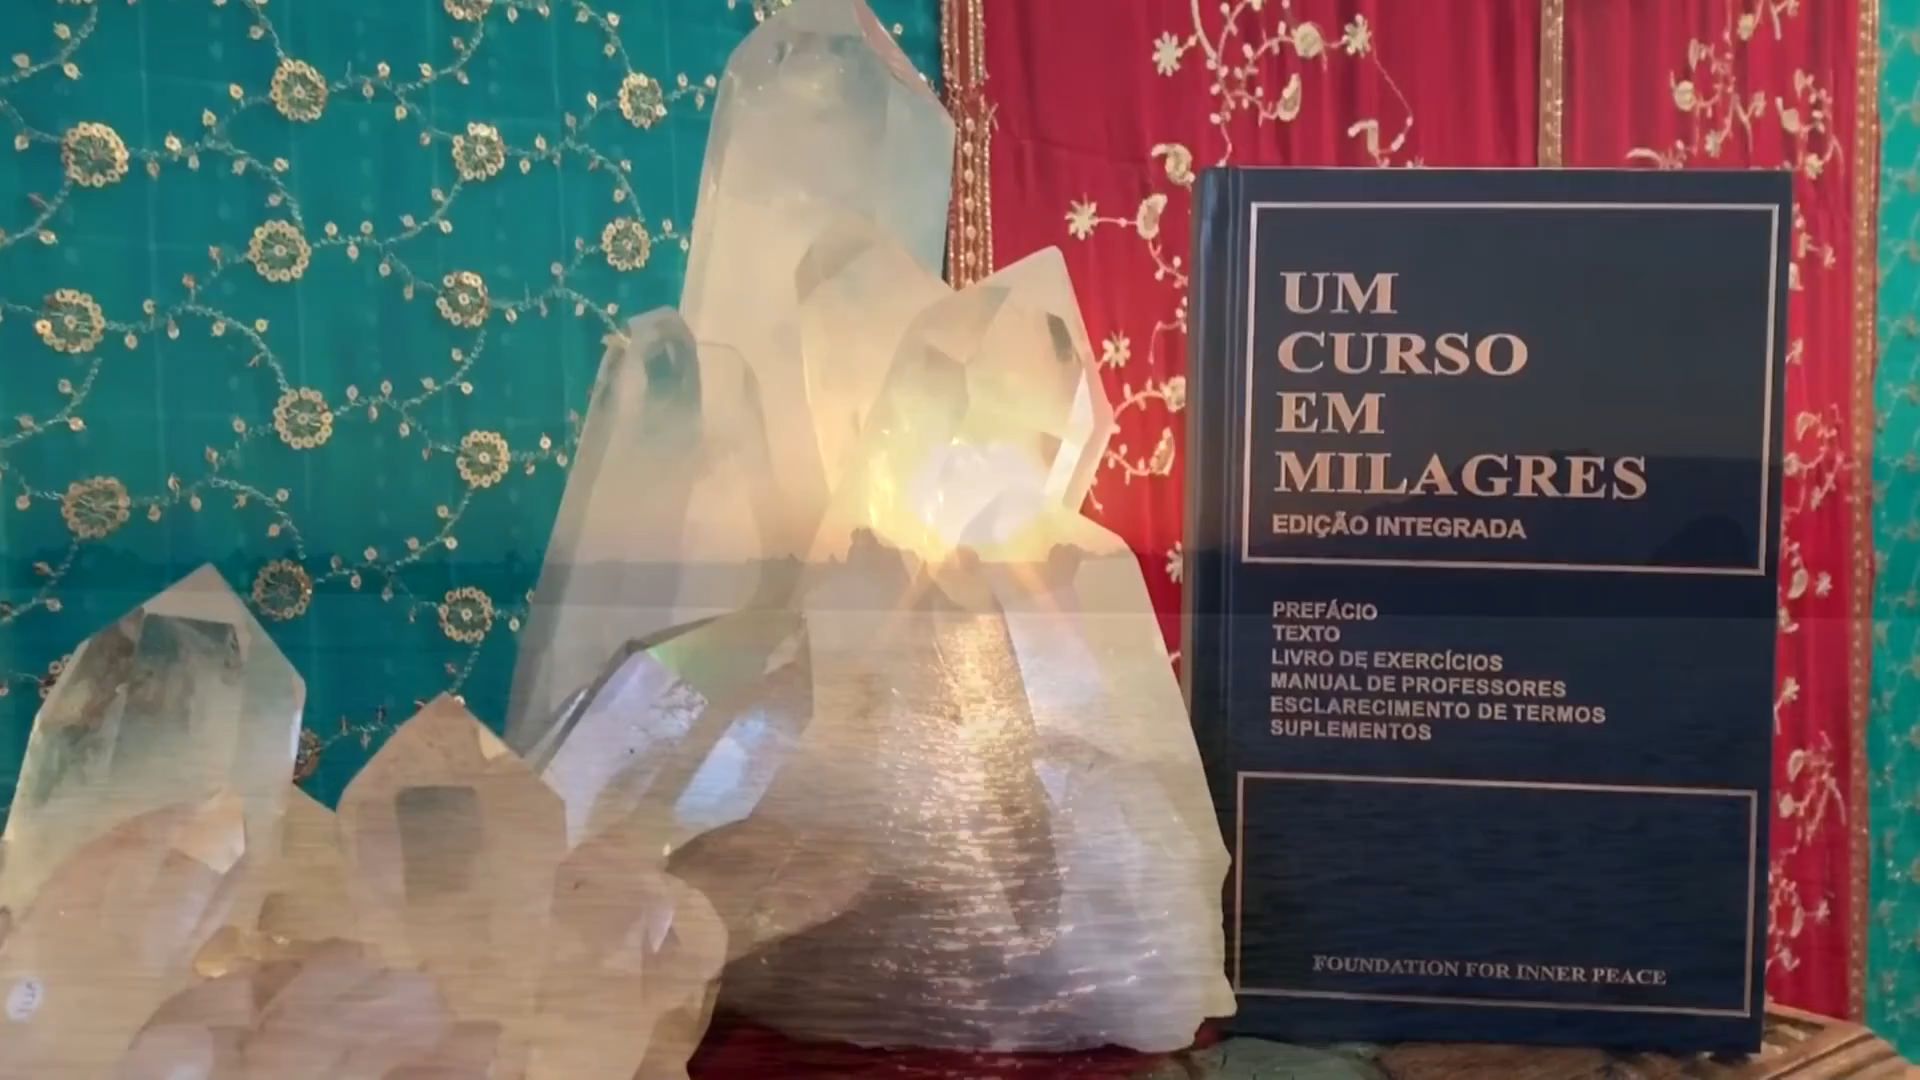 UM
CURSO
EM
MILAGRES
EDIÇÃO INTEGRADA
PREFÁCIO
TEXTO
LIVRO DE EXERCÍCIOS
MANUAL DE PROFESSORES
ESCLARECIMENTO DE TERMOS
SUPLEMENTOS
FOUNDATION FOR INNER PEACE